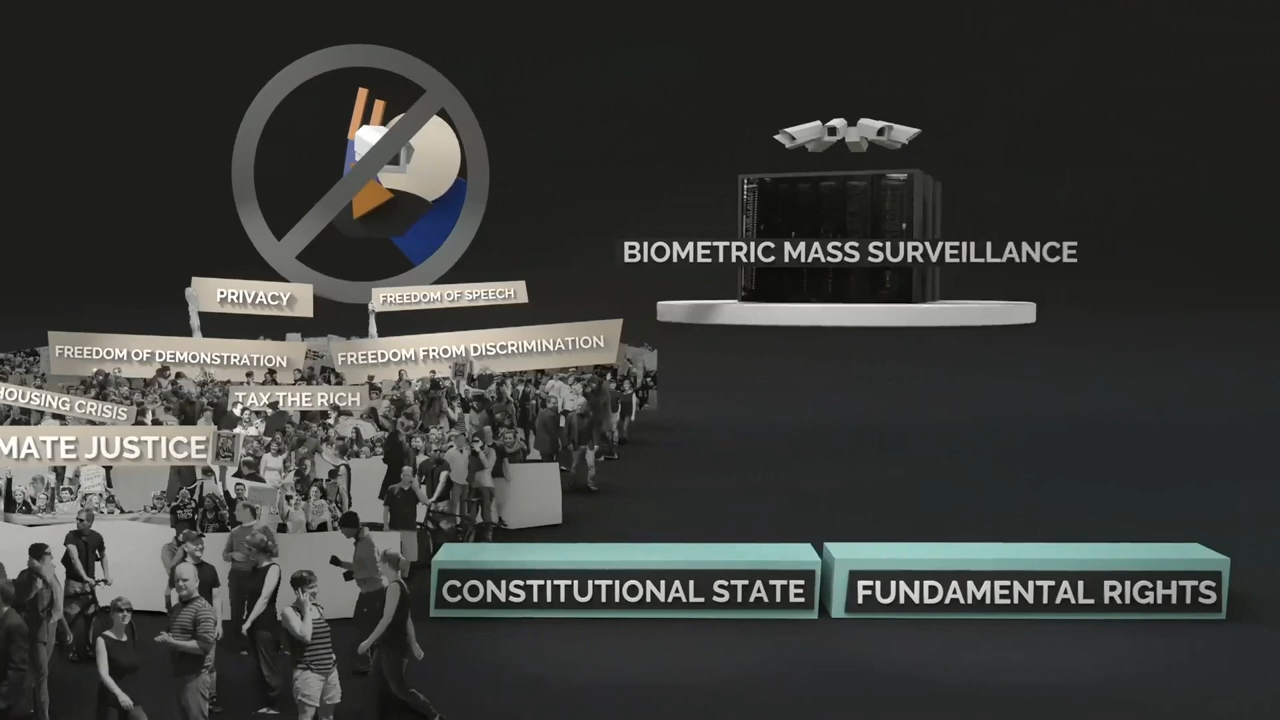 BIOMETRIC MASS SURVEILLANCE
PRIVACY
FREEDOM OF SPEECH
FREEDOM OF DEMONSTRATION
FREEDOM FROM DISCRIMINATION
HOUSING CRISIS
TAX THE RICH
MATE JUSTICE
CONSTITUTIONAL STATE
FUNDAMENTAL RIGHTS